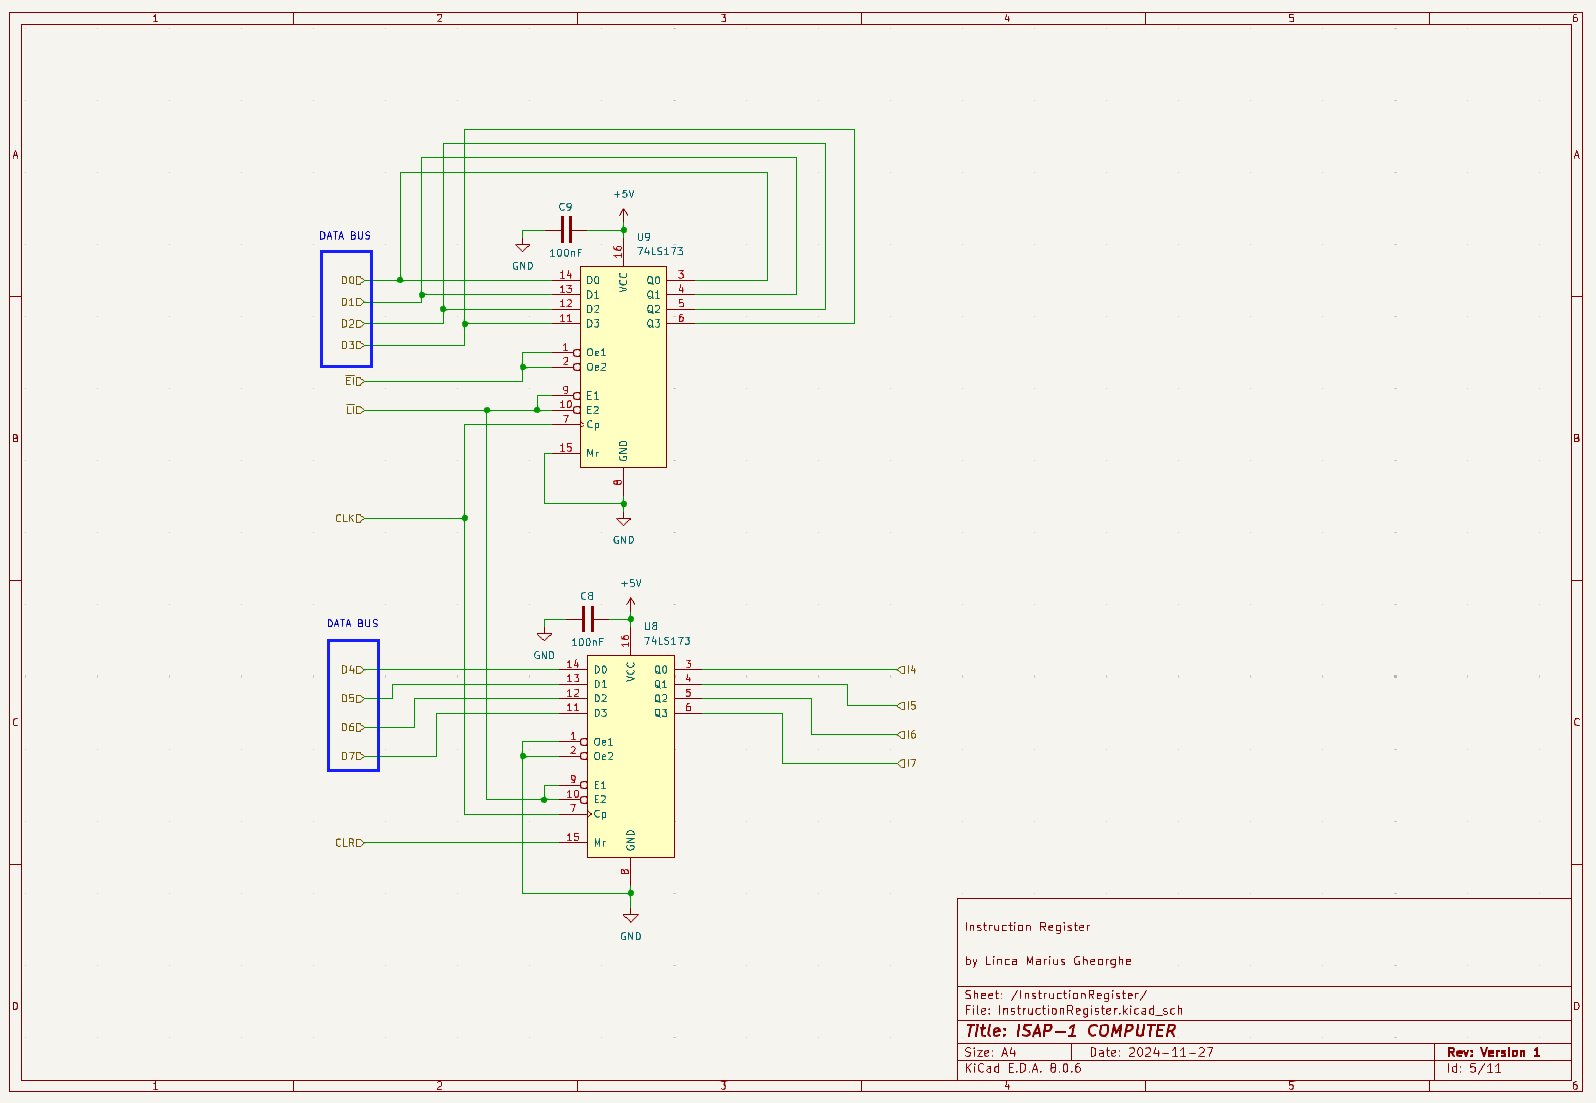 1 2 3 4 5 6
A A
+5V
C9
DATA BUS
U9
100nF 16 74LS173
GND
D0 14 D0 VCC Q0 3
13 D1 Q1 4
D1 12 D2 Q2 5
D2 11 D3 Q3 6
D3
1 Oe1
2 Oe2
E̅I̅
9 E1
L̅I̅ 10 E2
7 Cp
B B
15 Mr GND
8
CLK
GND
+5V
C8
DATA BUS
U8
100nF 16 74LS173
GND
D4 14 D0 VCC Q0 3 I4
13 D1 Q1 4
D5 12 D2 Q2 5 I5
11 D3 Q3 6
C C
D6 I6
1 Oe1
D7 2 Oe2 I7
9 E1
10 E2
7 Cp
CLR 15 Mr GND
8
GND
Instruction Register
by Linca Marius Gheorghe
Sheet: /InstructionRegister/
D D
File: InstructionRegister.kicad_sch
Title: ISAP-1 COMPUTER
Size: A4 Date: 2024-11-27 Rev: Version 1
KiCad E.D.A. 8.0.6 Id: 5/11
1 2 3 4 5 6